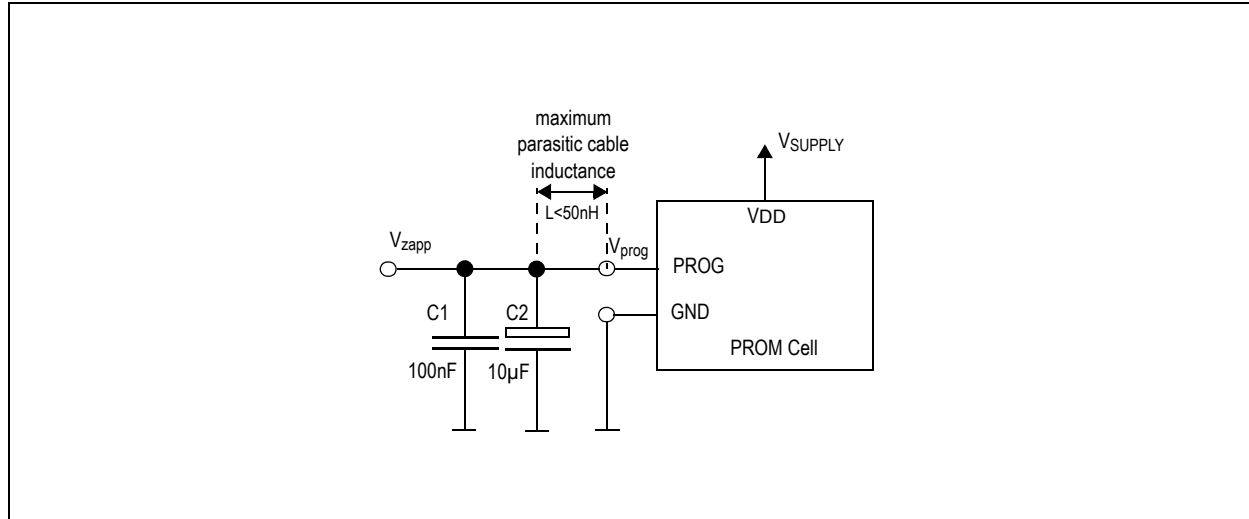 maximum
parasitic cable
inductance
L<50nH
VSUPPLY
VDD
Vzapp
Vprog
PROG
GND
C1
C2
PROM Cell
100nF
10µF